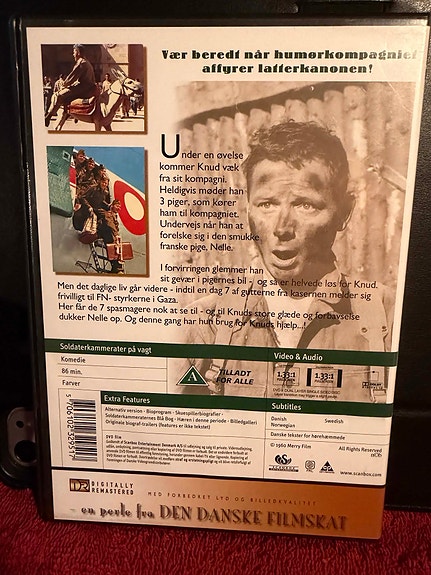 Vær beredt når humørkompagniet
affyrer latterkanonen!
Under en øvelse
kommer Knud væk
fra sit kompagni.
Heldigvis møder han
3 piger, som kører
ham til kompagniet.
Undervejs når han at
forelske sig i den smukke
franske pige, Nelle.
I forvirringen glemmer han
sit gevær i pigernes bil - og så er helvede løs for Knud.
Men det daglige liv går videre - indtil en dag 7 af gutterne fra kasernen melder sig
frivilligt til FN- styrkerne i Gaza.
Her får de 7 spasmagere nok at se til - og til Knuds store glæde og forbavselse
dukker Nelle op. Og denne gang har hun brug for Knuds hjælp...!
Soldaterkammerater på vagt
Komedie
86 min.
Farver
A
TILLADT
FOR ALLE
Video & Audio
1.33:1
1.33:1
DOLBY
Extra Features
Alternativ version - Bioprogram - Skuespillerbiografier -
Soldaterkammeraternes Blå Bog - Hæren i denne periode - Billedgalleri
Originale biograf-trailers (features er ikke tekstet)
DVD film
Subtitles
Danish
Swedish
Norwegian
Danske tekster for hørehæmmede
© 1960 Merry Film
SCANBOX
www.scanbox.com
5706102329517
DIGITALLY
REMASTERED
MED FORBEDRET LYD OG BILLEDKVALITET
- en perle fra DEN DANSKE FILMSKAT